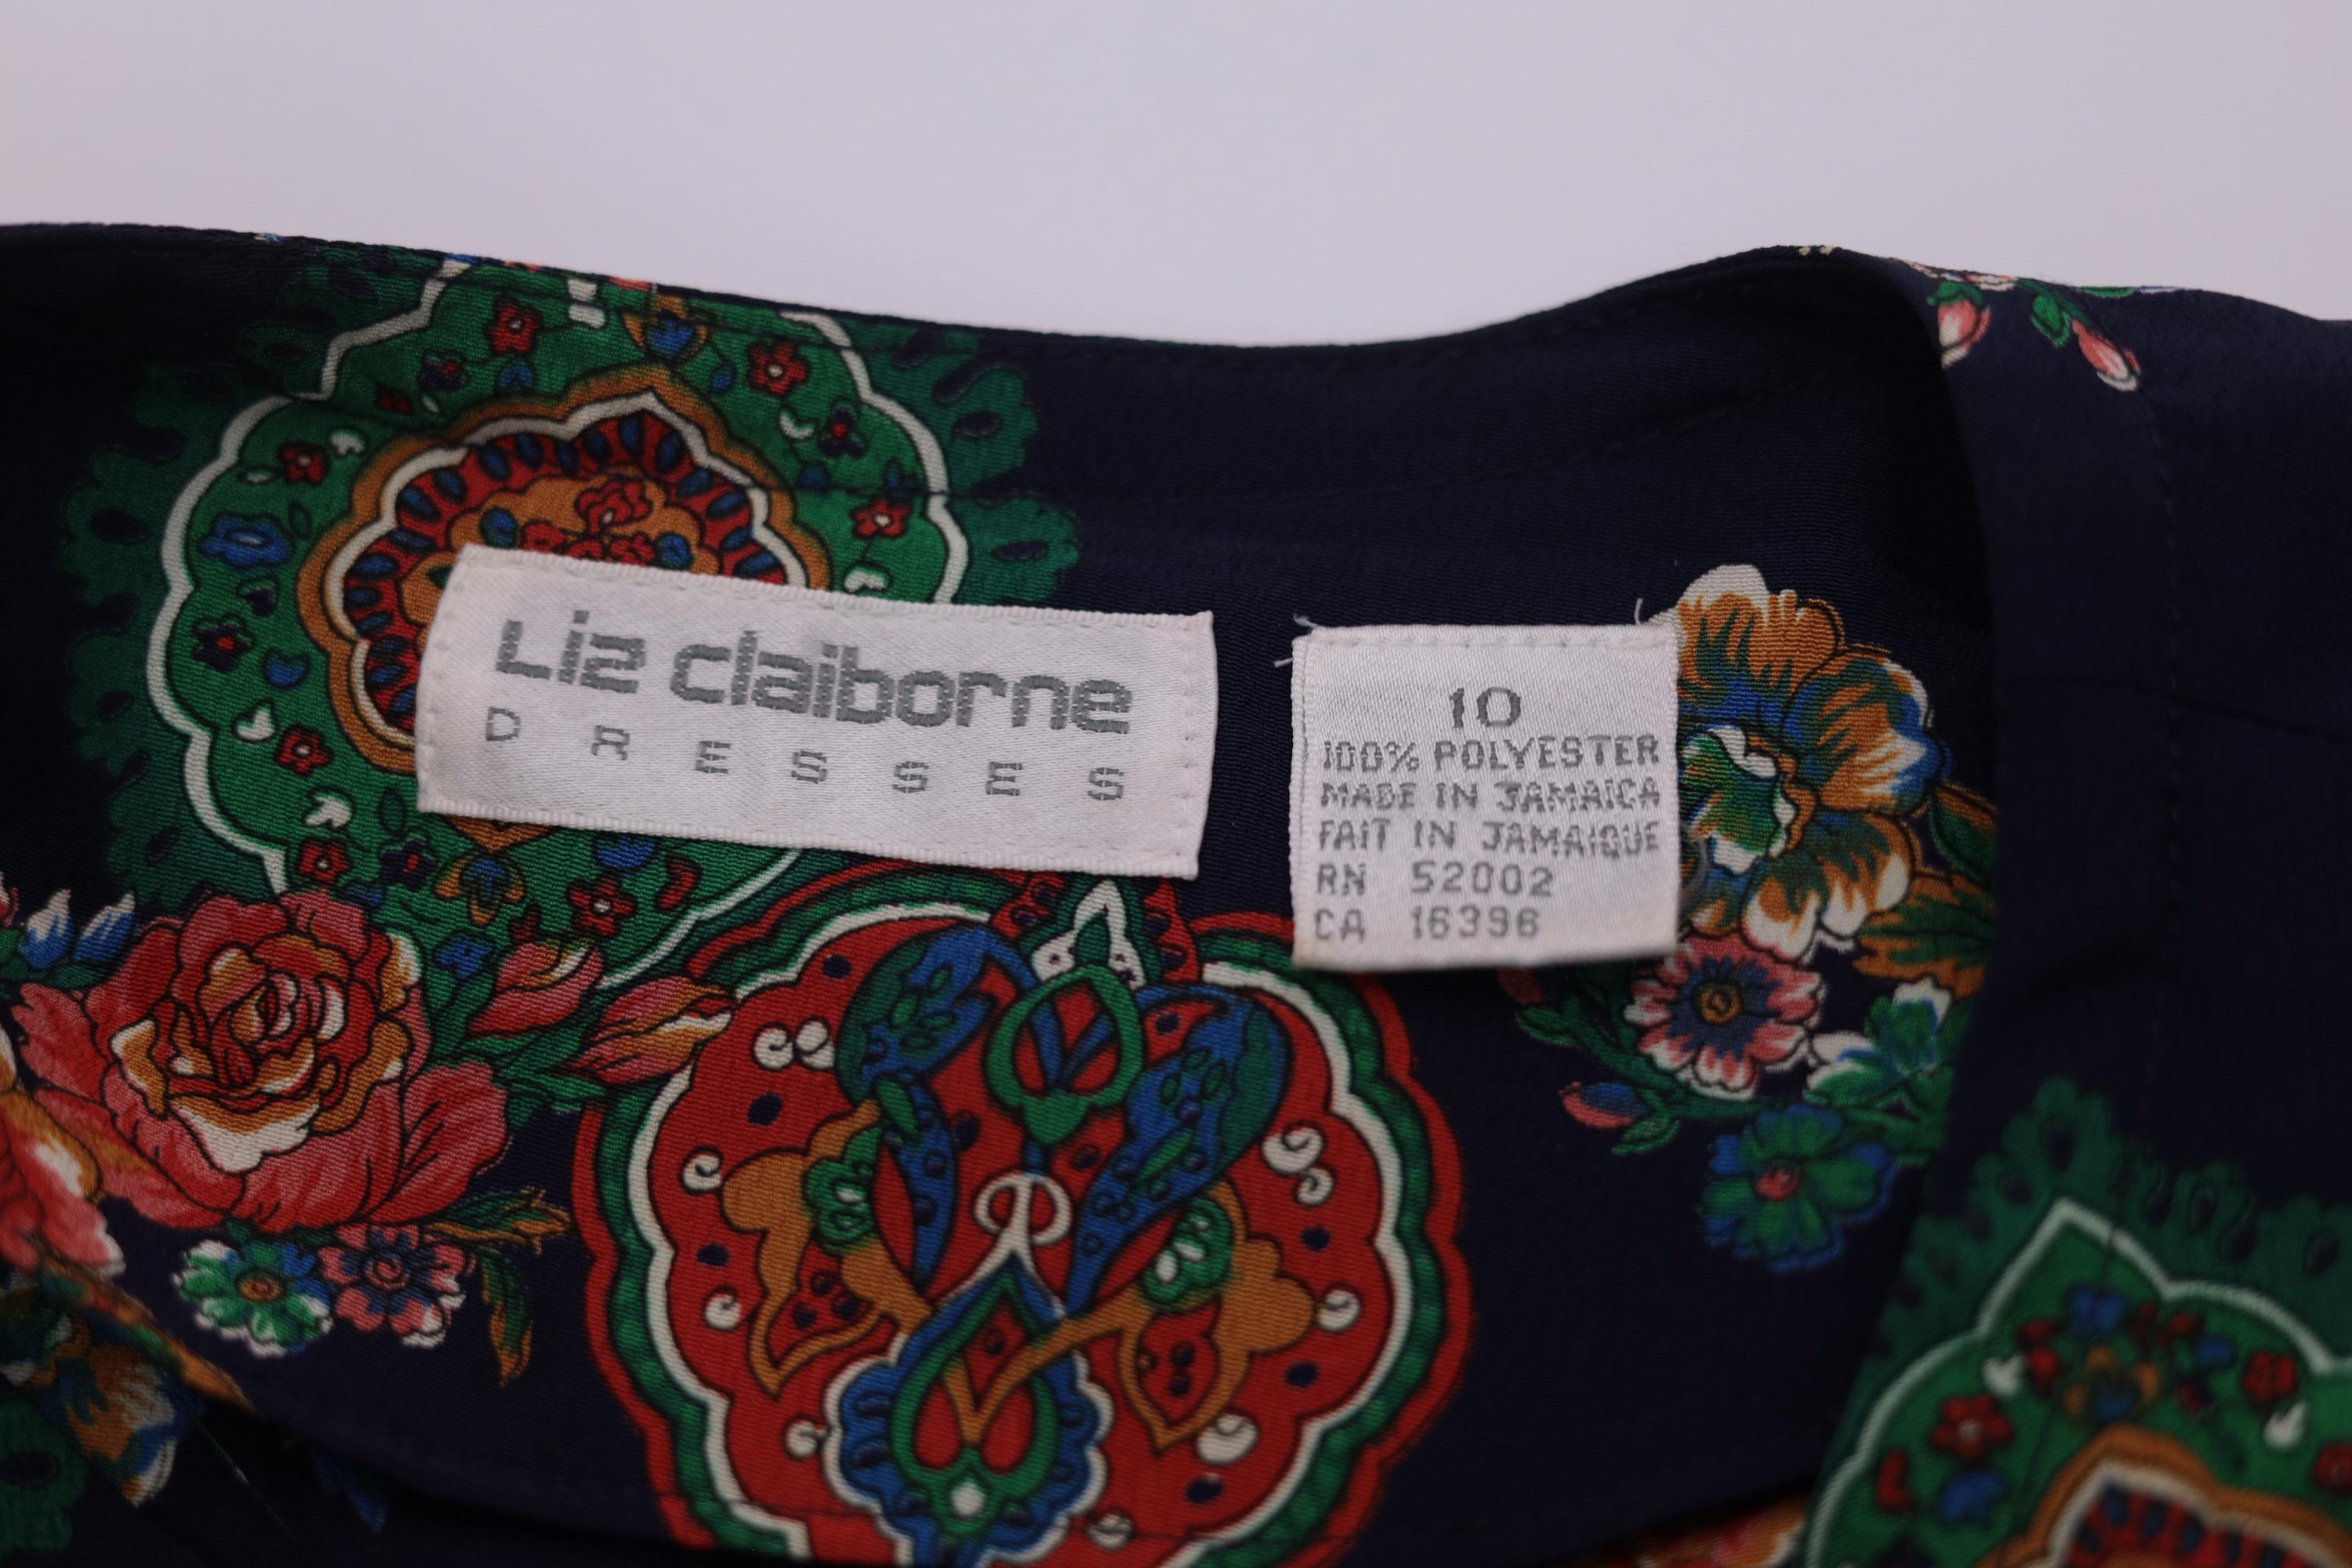 Liz claiborne
DRESSES
10
100% POLYESTER
MADE IN JAMAICA
FAIT IN JAMAIQUE
RN 52002
CA 16396